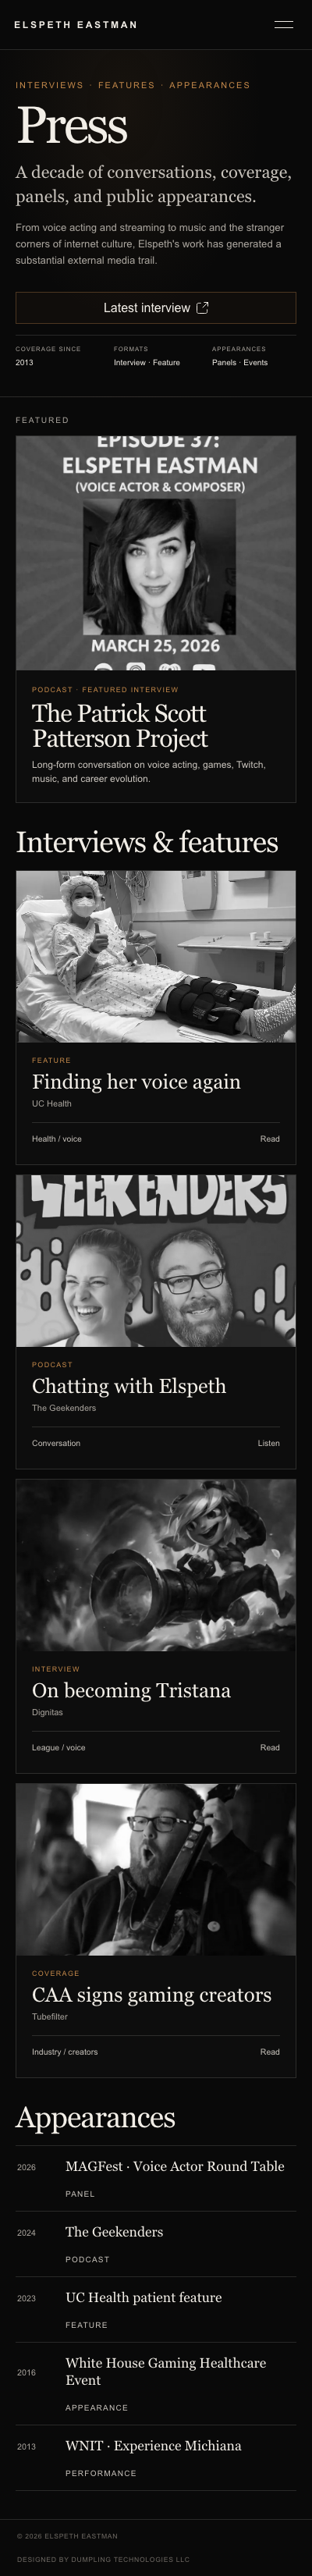 ELSPETH EASTMAN
INTERVIEWS · FEATURES · APPEARANCES
Press
A decade of conversations, coverage,
panels, and public appearances.
From voice acting and streaming to music and the stranger
corners of internet culture, Elspeth's work has generated a
substantial external media trail.
Latest interview
COVERAGE SINCE
2013
FORMATS
Interview · Feature
APPEARANCES
Panels · Events
FEATURED
EPISODE 37:
ELSPETH EASTMAN
(VOICE ACTOR & COMPOSER)
MARCH 25, 2026
PODCAST · FEATURED INTERVIEW
The Patrick Scott
Patterson Project
Long-form conversation on voice acting, games, Twitch,
music, and career evolution.
Interviews & features
FEATURE
Finding her voice again
UC Health
Health / voice
Read
GEEKENDERS
PODCAST
Chatting with Elspeth
The Geekenders
Conversation
Listen
INTERVIEW
On becoming Tristana
Dignitas
League / voice
Read
COVERAGE
CAA signs gaming creators
Tubefilter
Industry / creators
Read
Appearances
2026
MAGFest · Voice Actor Round Table
PANEL
2024
The Geekenders
PODCAST
2023
UC Health patient feature
FEATURE
2016
White House Gaming Healthcare
Event
APPEARANCE
2013
WNIT · Experience Michiana
PERFORMANCE
© 2026 ELSPETH EASTMAN
DESIGNED BY DUMPLING TECHNOLOGIES LLC